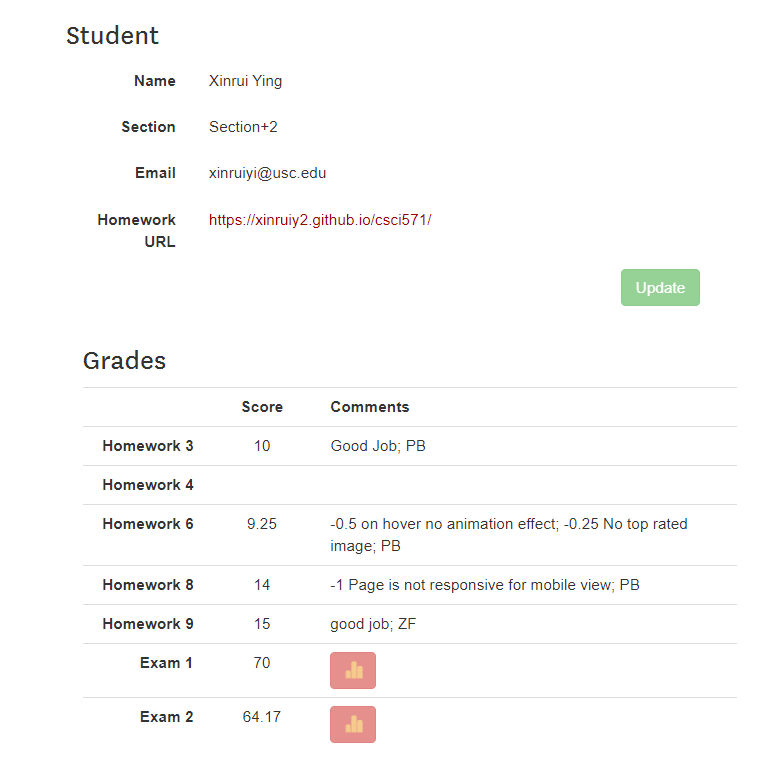 Student
Name Xinrui Ying
Section Section+2
Email xinruiyi@usc.edu
Homework https://xinruiy2.github.io/csci571/
URL
Update
Grades
Score Comments
Homework 3 10 Good Job; PB
Homework 4
Homework 6 9.25 -0.5 on hover no animation effect; -0.25 No top rated
image; PB
Homework 8 14 -1 Page is not responsive for mobile view; PB
Homework 9 15 good job; ZF
Exam 1 70
Exam 2 64.17